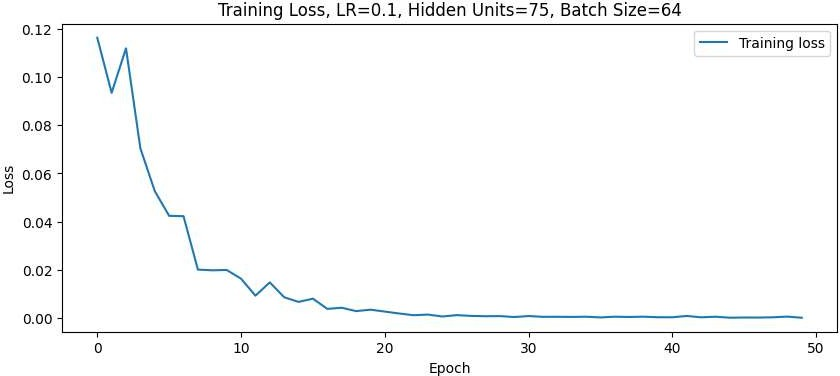 Training Loss, LR=0.1, Hidden Units=75, Batch Size=64
Training loss
0.12
0.10
0.08
0.06
0.04
0.02
0.00
Loss
0 10 20 30 40 50
Epoch